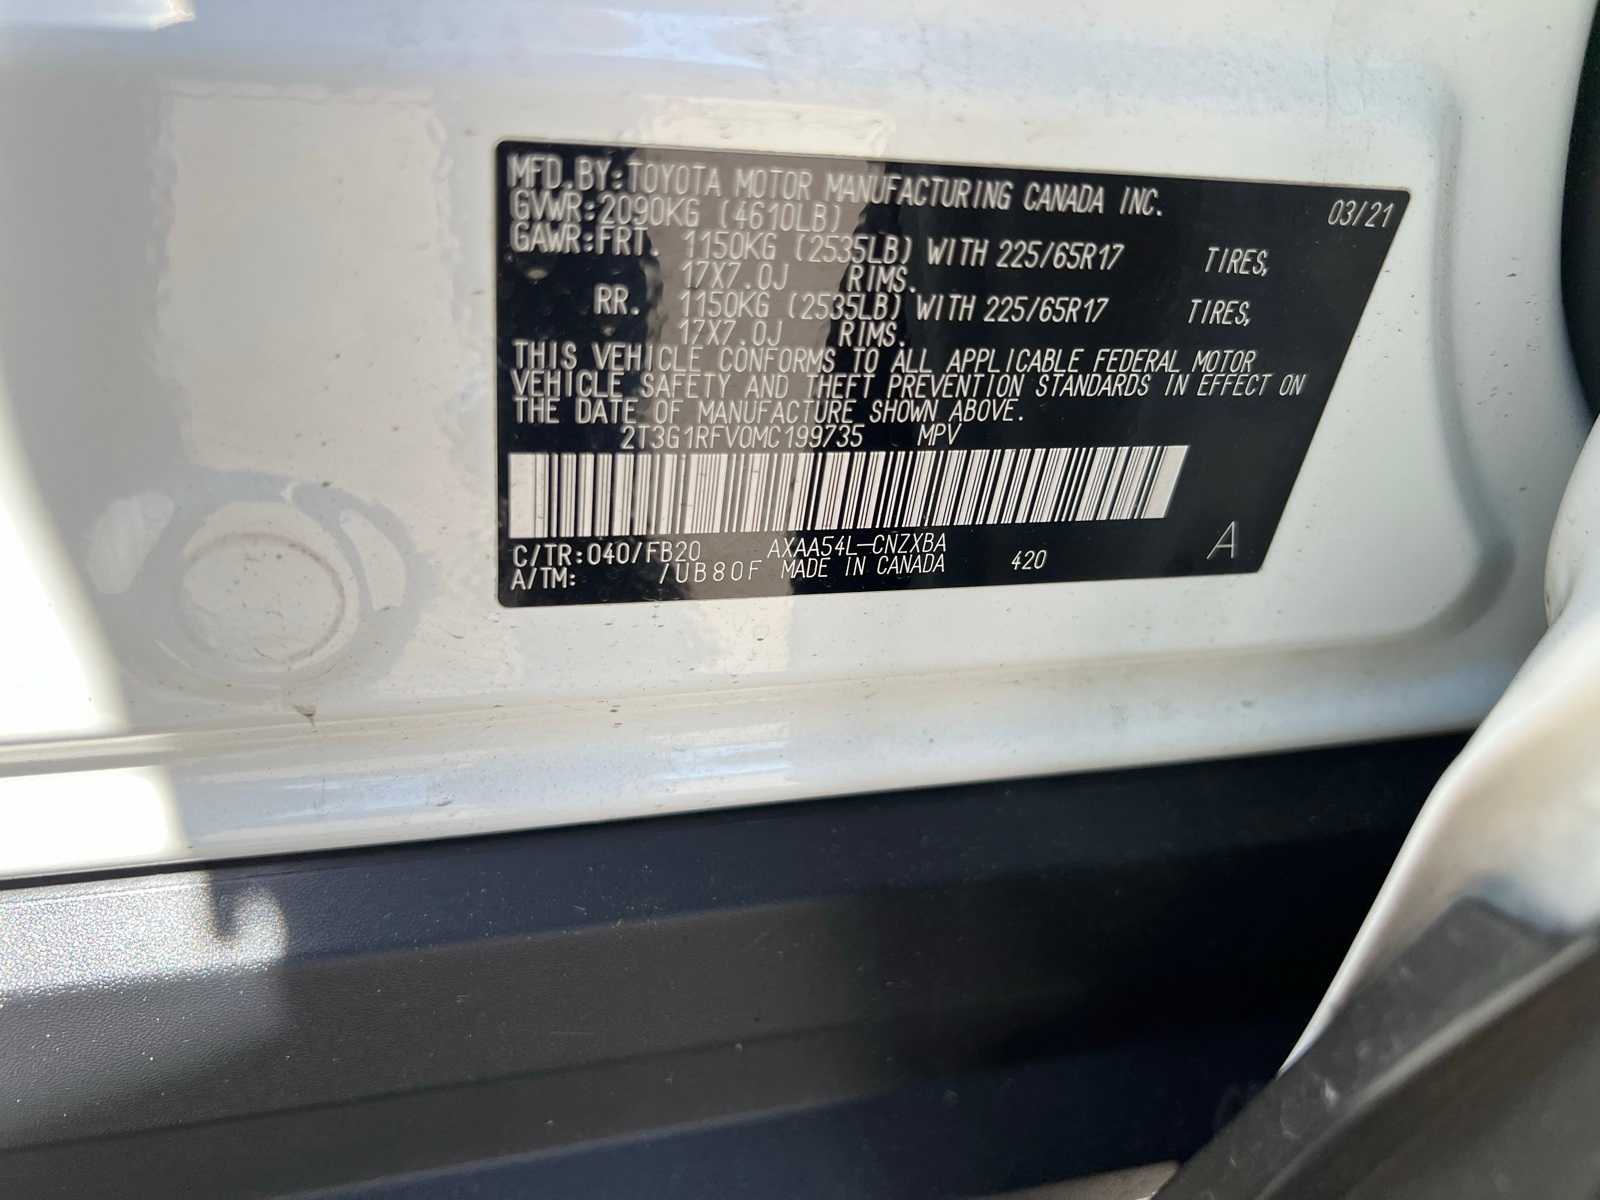 MFD.BY:TOYOTA MOTOR MANUFACTURING CANADA INC. 03/21
GVWR:2090KG (4610LB)
GAWR:FRT. 1150KG (2535LB) WITH 225/65R17 TIRES,
17X7.0J RIMS.
RR. 1150KG (2535LB) WITH 225/65R17 TIRES,
17X7.0J RIMS.
THIS VEHICLE CONFORMS TO ALL APPLICABLE FEDERAL MOTOR
VEHICLE SAFETY AND THEFT PREVENTION STANDARDS IN EFFECT ON
THE DATE OF MANUFACTURE SHOWN ABOVE.
2T3G1RFV0MC199735 MPV
C/TR:040/FB20 AXAA54L-CNZXBA
A/TM: /UB80F MADE IN CANADA 420 A